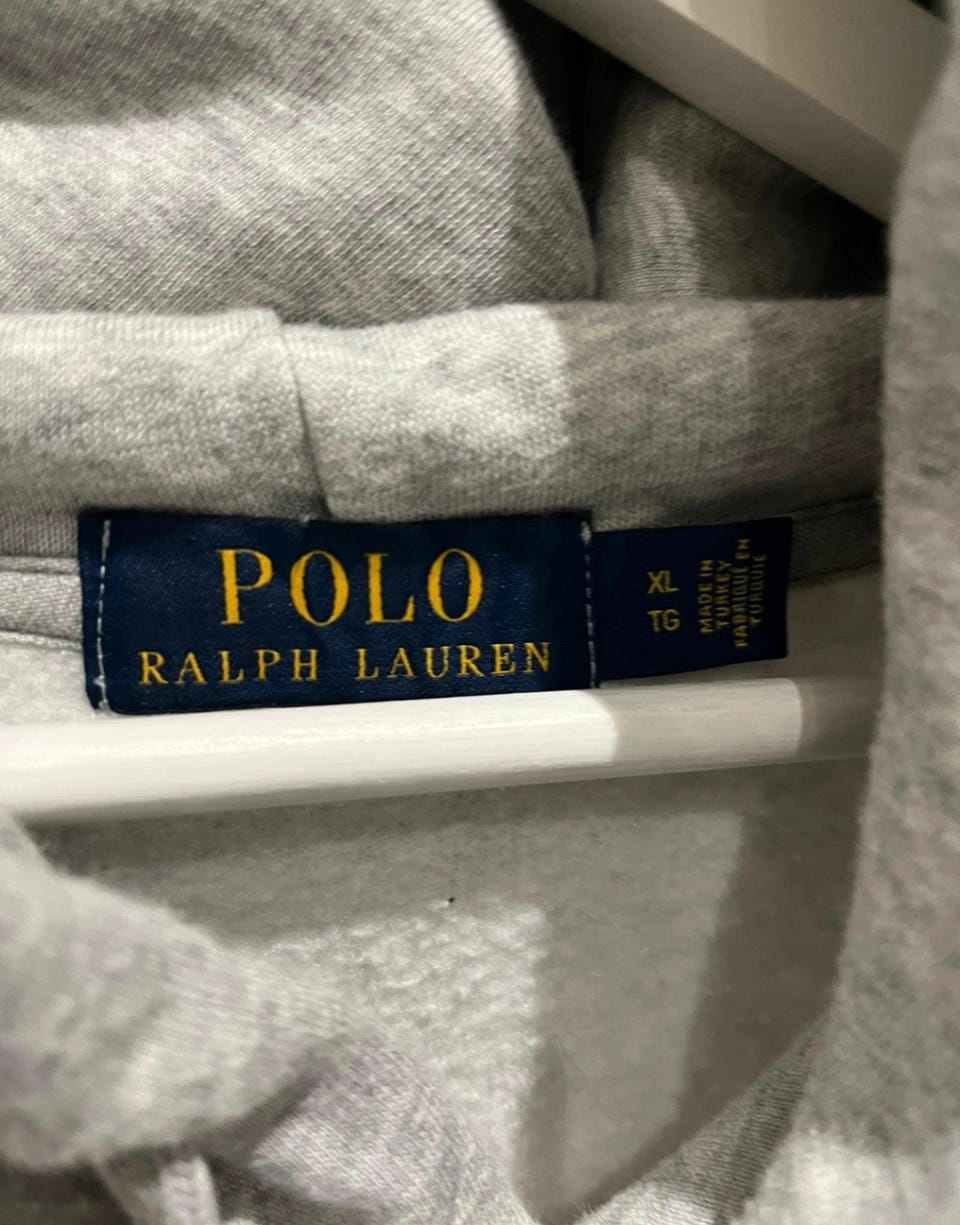 POLO
RALPH LAUREN
XL
TG
MADE IN
TURKEY
FABRIQUÉ EN
TURQUIE